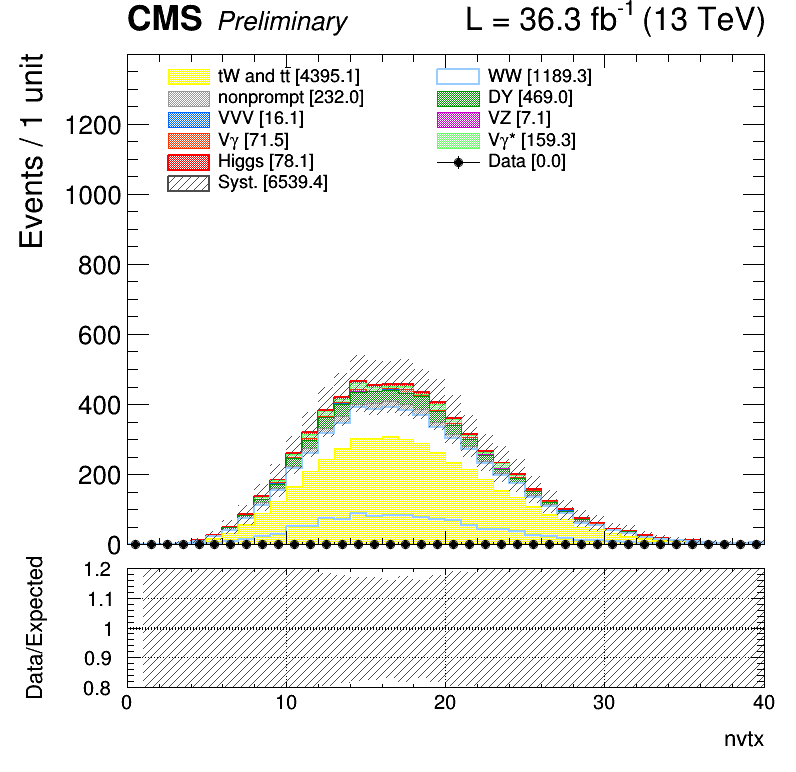 CMS Preliminary L = 36.3 fb⁻¹ (13 TeV)
tW and tt̄ [4395.1] WW [1189.3]
nonprompt [232.0] DY [469.0]
VVV [16.1] VZ [7.1]
Vγ [71.5] Vγ* [159.3]
Higgs [78.1] Data [0.0]
Syst. [6539.4]
Events / 1 unit
1200
1000
800
600
400
200
0
Data/Expected
1.2
1.1
1
0.9
0.8
0 10 20 30 40
nvtx